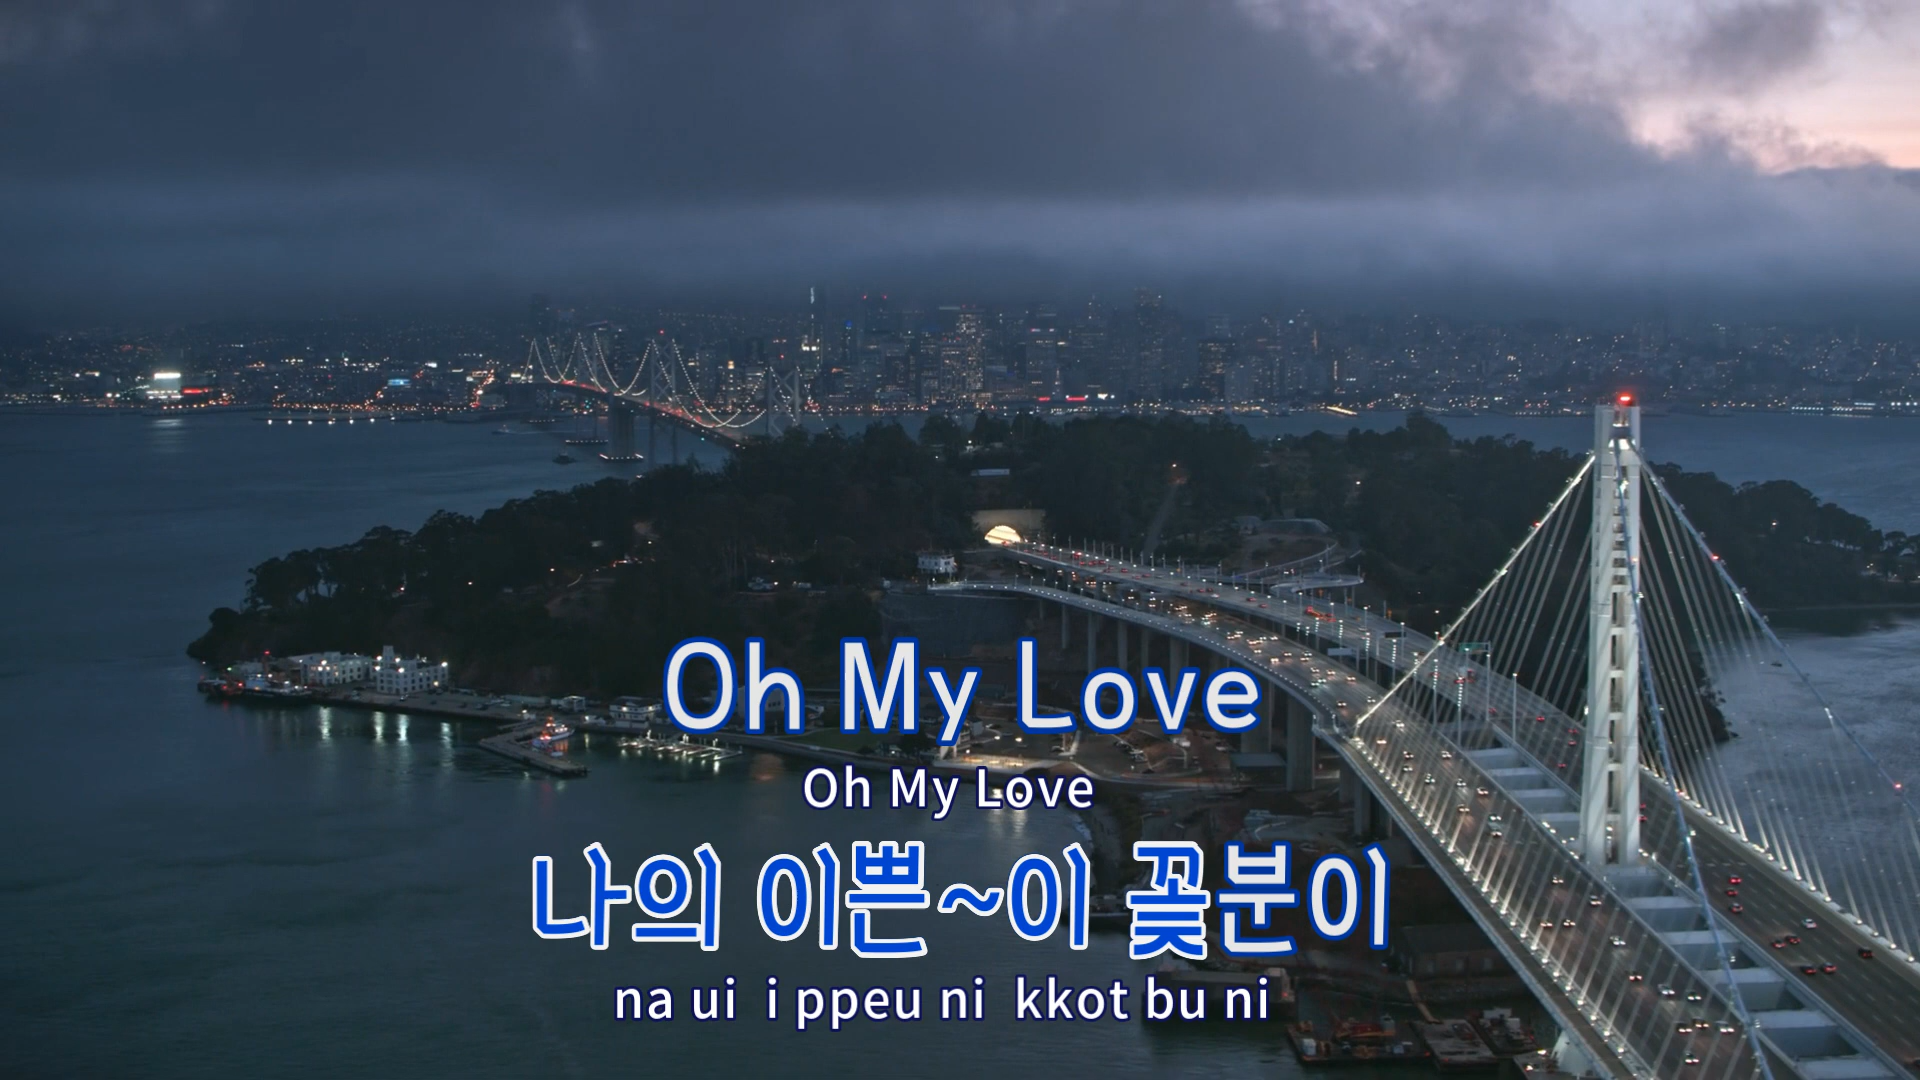 Oh My Love
Oh My Love
나의 이쁜~이 꽃분이
na ui i ppeu ni kkot bu ni